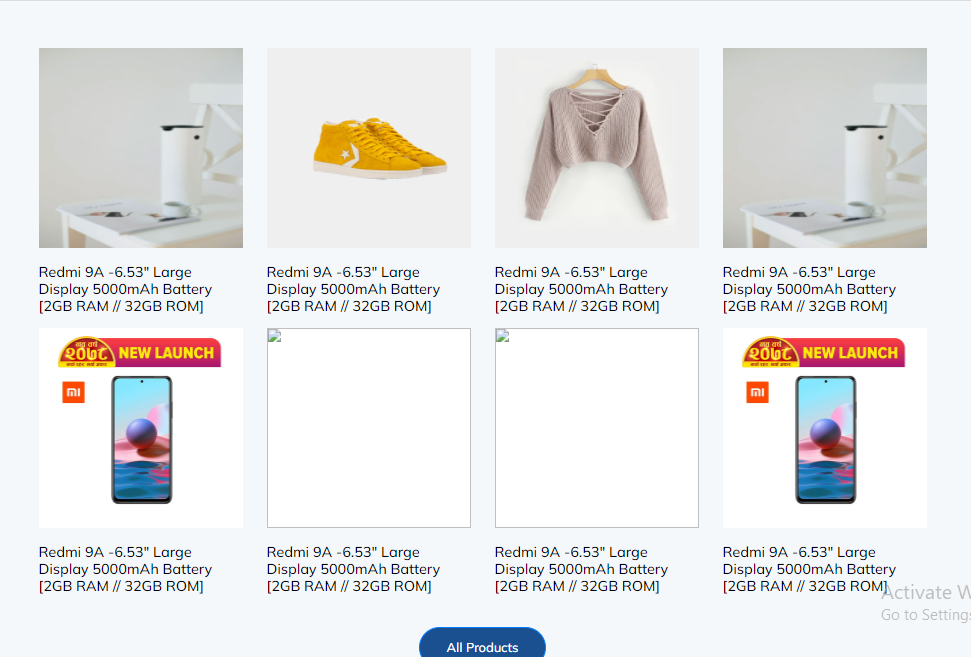 Redmi 9A -6.53" Large
Display 5000mAh Battery
[2GB RAM // 32GB ROM]
Redmi 9A -6.53" Large
Display 5000mAh Battery
[2GB RAM // 32GB ROM]
Redmi 9A -6.53" Large
Display 5000mAh Battery
[2GB RAM // 32GB ROM]
Redmi 9A -6.53" Large
Display 5000mAh Battery
[2GB RAM // 32GB ROM]
नव वर्ष
२०७८
NEW LAUNCH
mi
नव वर्ष
२०७८
NEW LAUNCH
mi
Redmi 9A -6.53" Large
Display 5000mAh Battery
[2GB RAM // 32GB ROM]
Redmi 9A -6.53" Large
Display 5000mAh Battery
[2GB RAM // 32GB ROM]
Redmi 9A -6.53" Large
Display 5000mAh Battery
[2GB RAM // 32GB ROM]
Redmi 9A -6.53" Large
Display 5000mAh Battery
[2GB RAM // 32GB ROM]
Activate W
Go to Settings
All Products